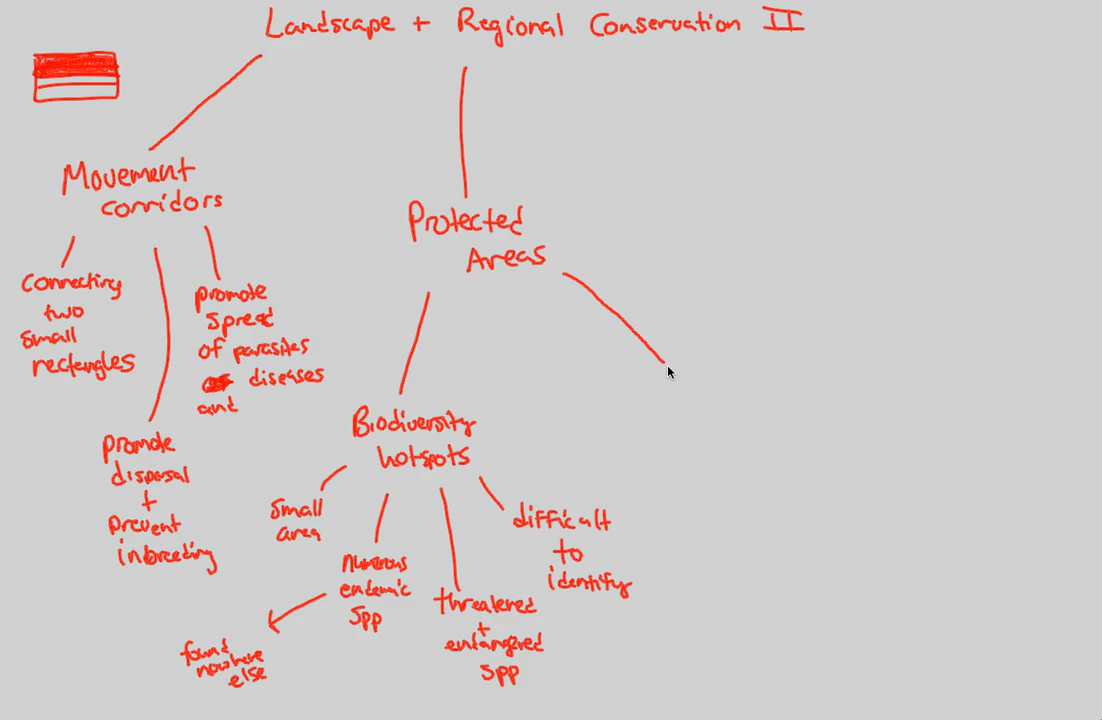 Landscape + Regional Conservation II
Movement
corridors
Connecting
two
small
rectangles
promote
dispersal
+
prevent
inbreeding
promote
spread
of parasites
diseases
and
Protected
Areas
Biodiversity
hotspots
small
area
numerous
endemic
spp
found
nowhere
else
threatened
+
endangered
spp
difficult
to
identify